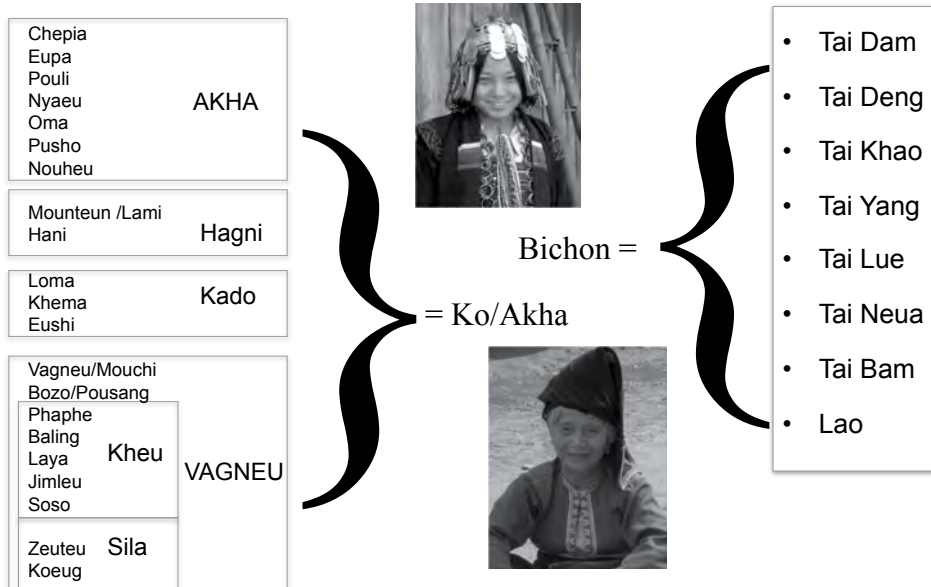 Chepia
Eupa
Pouli
Nyaeu
Oma
Pusho
Nouheu
AKHA
Mounteun /Lami
Hani
Hagni
Loma
Khema
Eushi
Kado
Vagneu/Mouchi
Bozo/Pousang
Phaphe
Baling
Laya
Jimleu
Soso
Kheu
VAGNEU
Zeuteu
Koeug
Sila
= Ko/Akha
Bichon =
• Tai Dam
• Tai Deng
• Tai Khao
• Tai Yang
• Tai Lue
• Tai Neua
• Tai Bam
• Lao